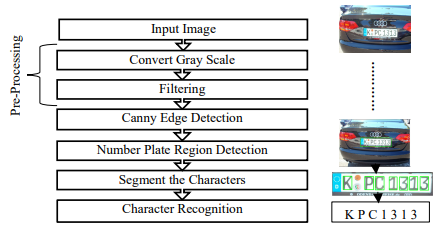 Pre-Processing
Input Image
Convert Gray Scale
Filtering
Canny Edge Detection
Number Plate Region Detection
Segment the Characters
Character Recognition
K PC 1313
K PC 1313
K P C 1 3 1 3